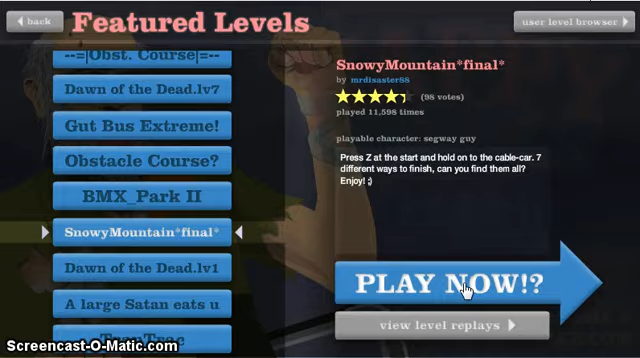 back
Featured Levels
user level browser
--=|Obst. Course|=--
Dawn of the Dead.lv7
Gut Bus Extreme!
Obstacle Course?
BMX_Park II
SnowyMountain*final*
Dawn of the Dead.lv1
A large Satan eats u
SnowyMountain*final*
by mrdisaster88
(98 votes)
played 11,598 times
playable character: segway guy
Press Z at the start and hold on to the cable-car. 7
different ways to finish, can you find them all?
Enjoy! ;)
PLAY NOW!?
view level replays
Screencast-O-Matic.com